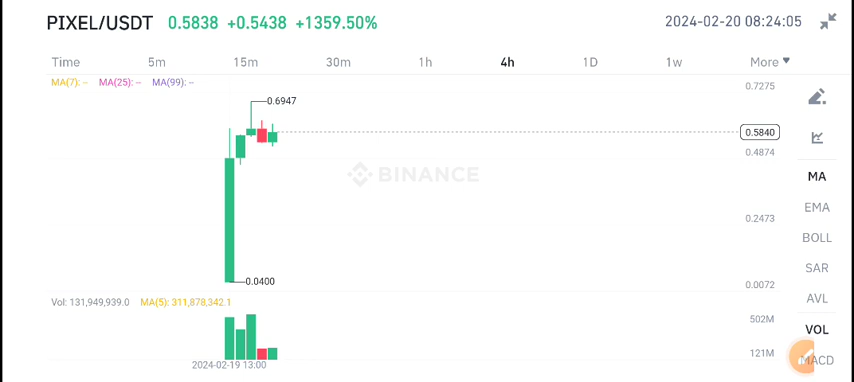 PIXEL/USDT 0.5838 +0.5438 +1359.50% 2024-02-20 08:24:05
Time 5m 15m 30m 1h 4h 1D 1w More
MA(7): -- MA(25): -- MA(99): --
0.7275
0.6947
0.5840
0.4874
BINANCE
MA
EMA
0.2473
BOLL
SAR
0.0400
0.0072
AVL
Vol: 131,949,939.0 MA(5): 311,878,342.1
502M
VOL
121M
MACD
2024-02-19 13:00